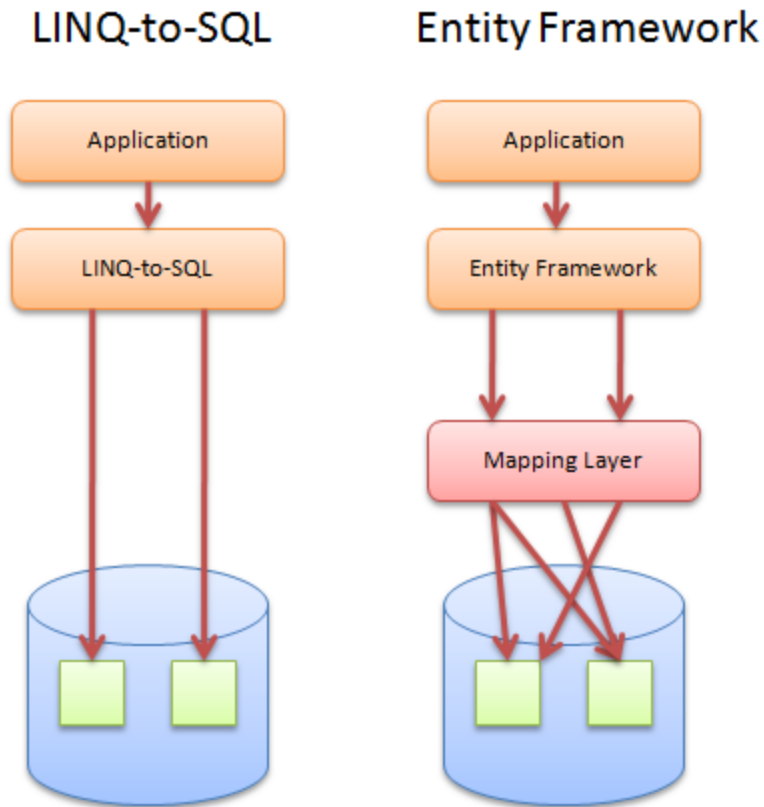 LINQ-to-SQL
Entity Framework
Application
Application
LINQ-to-SQL
Entity Framework
Mapping Layer